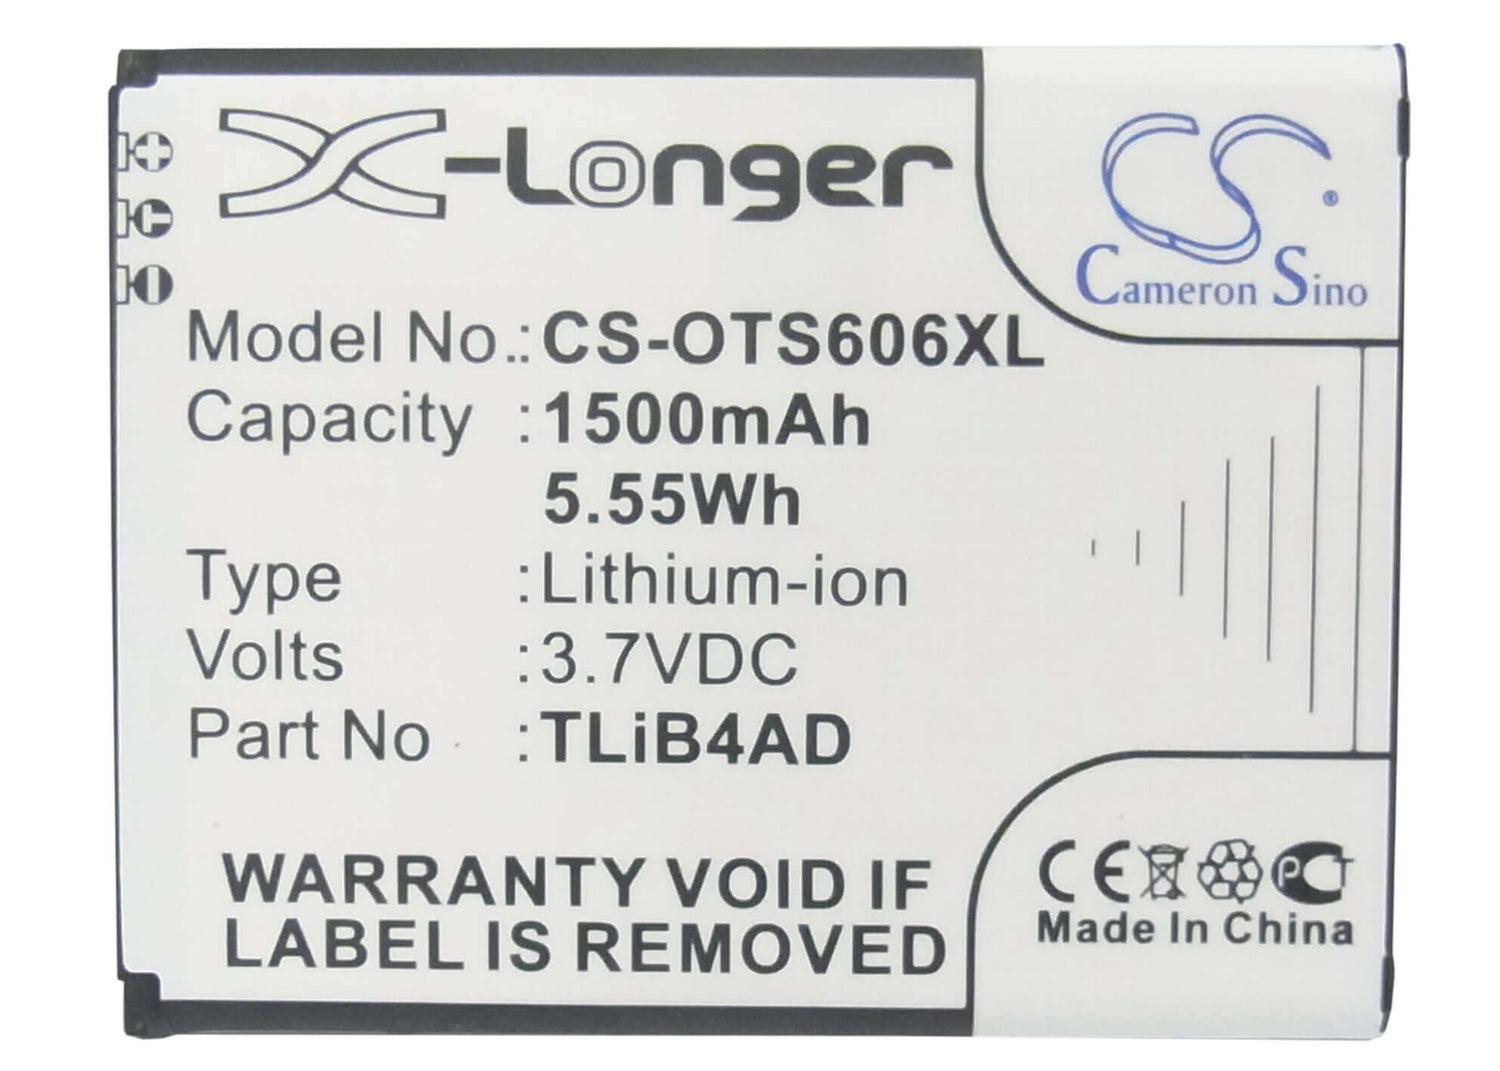 X-Longer
CS
®
Cameron Sino
Model No.: CS-OTS606XL
Capacity : 1500mAh
5.55Wh
Type : Lithium-ion
Volts : 3.7VDC
Part No : TLiB4AD
WARRANTY VOID IF
LABEL IS REMOVED
CE PCT
Made In China